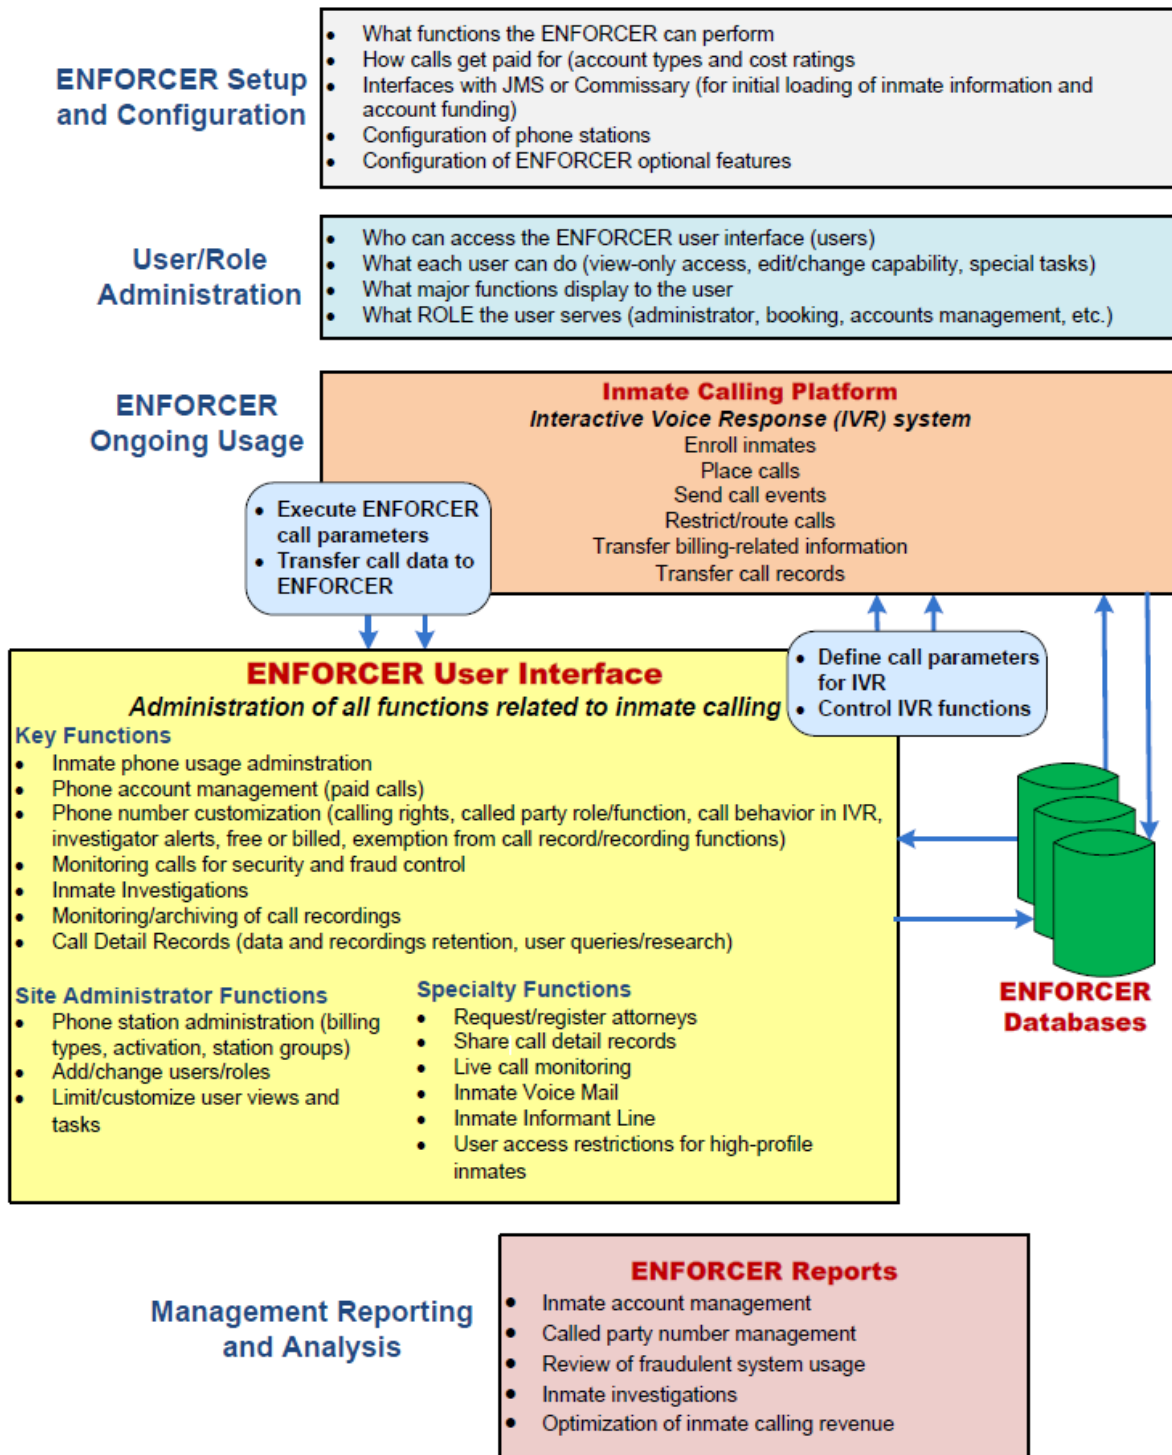 ENFORCER Setup
and Configuration
• What functions the ENFORCER can perform
• How calls get paid for (account types and cost ratings
• Interfaces with JMS or Commissary (for initial loading of inmate information and
account funding)
• Configuration of phone stations
• Configuration of ENFORCER optional features
User/Role
Administration
• Who can access the ENFORCER user interface (users)
• What each user can do (view-only access, edit/change capability, special tasks)
• What major functions display to the user
• What ROLE the user serves (administrator, booking, accounts management, etc.)
ENFORCER
Ongoing Usage
Inmate Calling Platform
Interactive Voice Response (IVR) system
Enroll inmates
Place calls
Send call events
Restrict/route calls
Transfer billing-related information
Transfer call records
• Execute ENFORCER
call parameters
• Transfer call data to
ENFORCER
• Define call parameters
for IVR
• Control IVR functions
ENFORCER User Interface
Administration of all functions related to inmate calling
Key Functions
• Inmate phone usage adminstration
• Phone account management (paid calls)
• Phone number customization (calling rights, called party role/function, call behavior in IVR,
investigator alerts, free or billed, exemption from call record/recording functions)
• Monitoring calls for security and fraud control
• Inmate Investigations
• Monitoring/archiving of call recordings
• Call Detail Records (data and recordings retention, user queries/research)
Site Administrator Functions
• Phone station administration (billing
types, activation, station groups)
• Add/change users/roles
• Limit/customize user views and
tasks
Specialty Functions
• Request/register attorneys
• Share call detail records
• Live call monitoring
• Inmate Voice Mail
• Inmate Informant Line
• User access restrictions for high-profile
inmates
ENFORCER
Databases
Management Reporting
and Analysis
ENFORCER Reports
• Inmate account management
• Called party number management
• Review of fraudulent system usage
• Inmate investigations
• Optimization of inmate calling revenue